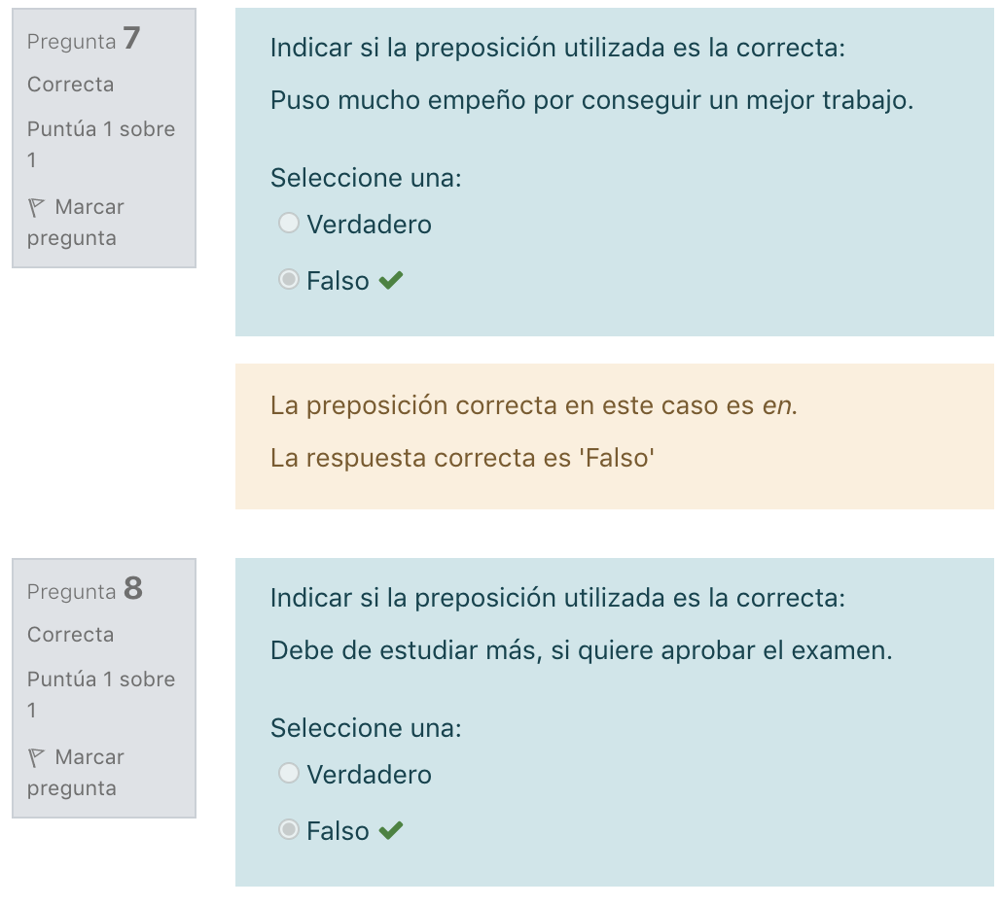 Pregunta 7
Correcta
Puntúa 1 sobre
1
Marcar
pregunta
Indicar si la preposición utilizada es la correcta:
Puso mucho empeño por conseguir un mejor trabajo.
Seleccione una:
Verdadero
Falso
La preposición correcta en este caso es en.
La respuesta correcta es 'Falso'
Pregunta 8
Correcta
Puntúa 1 sobre
1
Marcar
pregunta
Indicar si la preposición utilizada es la correcta:
Debe de estudiar más, si quiere aprobar el examen.
Seleccione una:
Verdadero
Falso